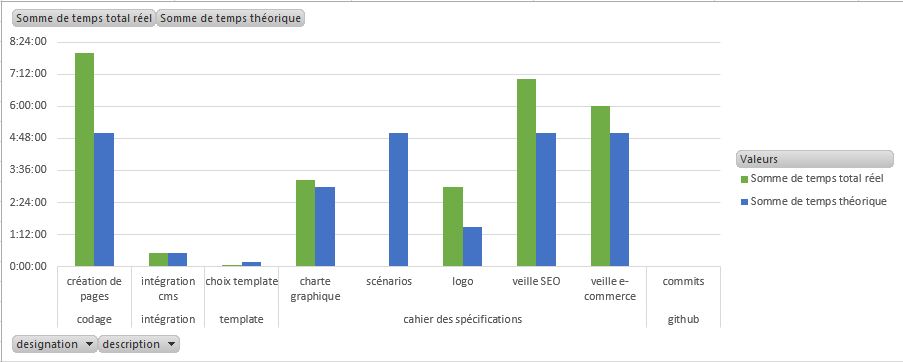 Somme de temps total réel Somme de temps théorique
8:24:00
7:12:00
6:00:00
4:48:00
3:36:00
2:24:00
1:12:00
0:00:00
Valeurs
Somme de temps total réel
Somme de temps théorique
création de pages
intégration cms
choix template
charte graphique
scénarios
logo
veille SEO
veille e-commerce
commits
codage
intégration
template
cahier des spécifications
github
designation description